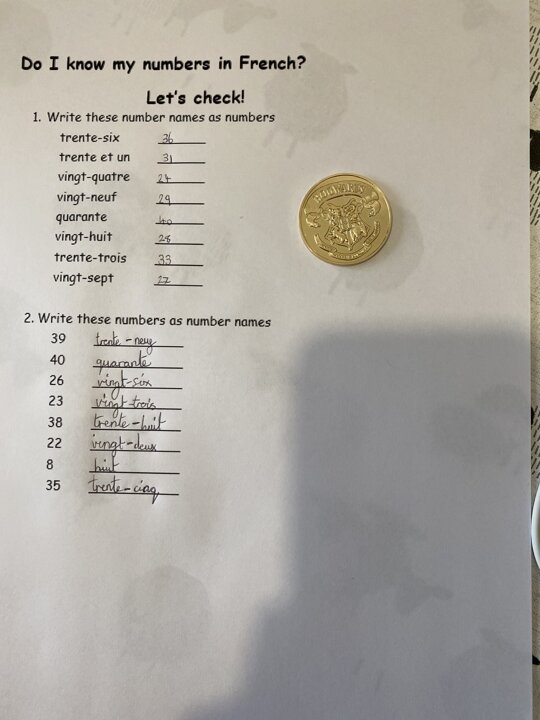 Do I know my numbers in French?
Let's check!
1. Write these number names as numbers
trente-six 36
trente et un 31
vingt-quatre 24
vingt-neuf 29
quarante 40
vingt-huit 28
trente-trois 33
vingt-sept 27
2. Write these numbers as number names
39 trente-neuf
40 quarante
26 vingt-six
23 vingt-trois
38 trente-huit
22 vingt-deux
8 huit
35 trente-cinq
HOGWARTS